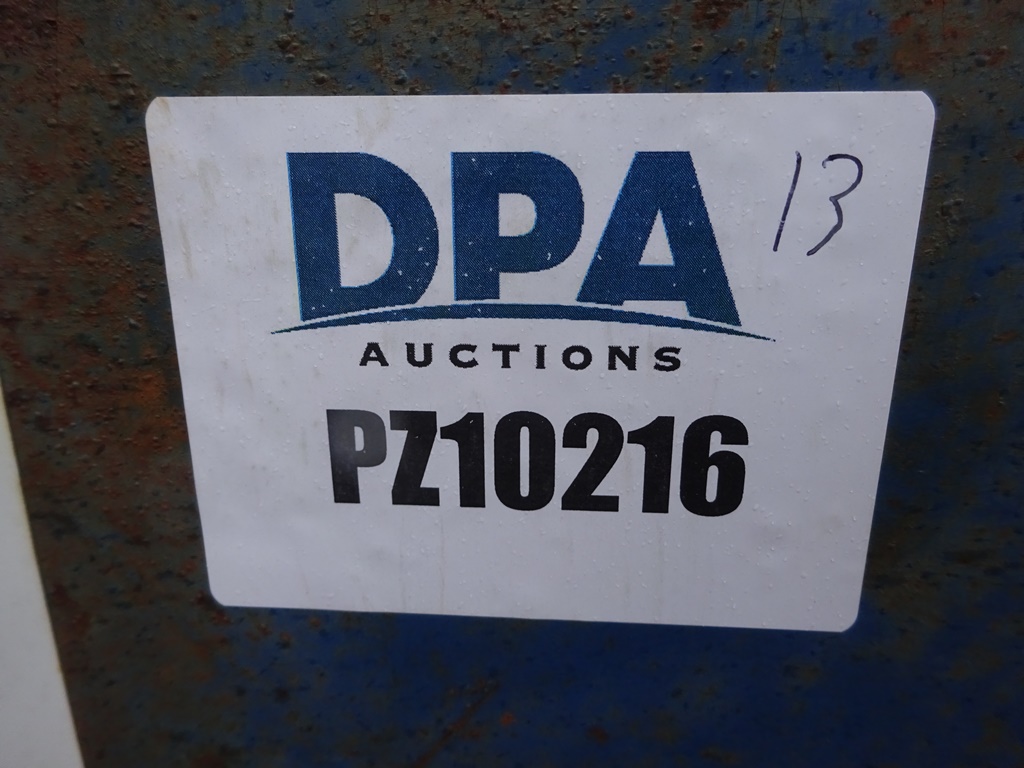 DPA
13
AUCTIONS
PZ10216